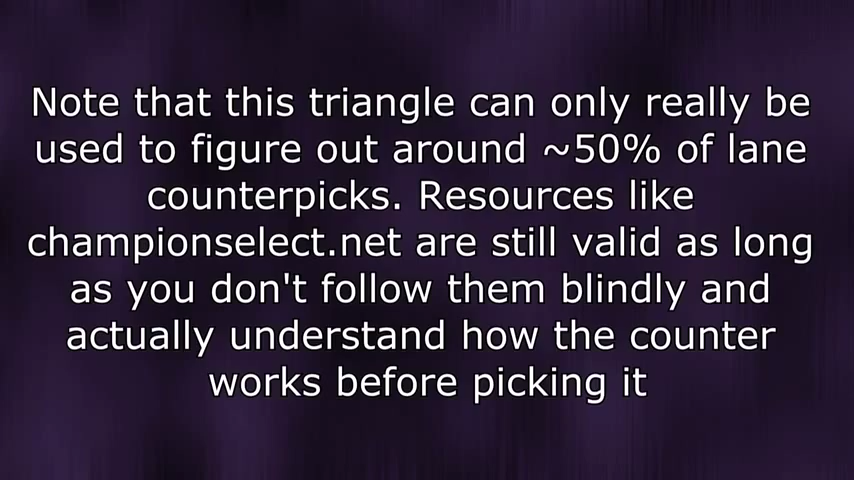 Note that this triangle can only really be
used to figure out around ~50% of lane
counterpicks. Resources like
championselect.net are still valid as long
as you don't follow them blindly and
actually understand how the counter
works before picking it